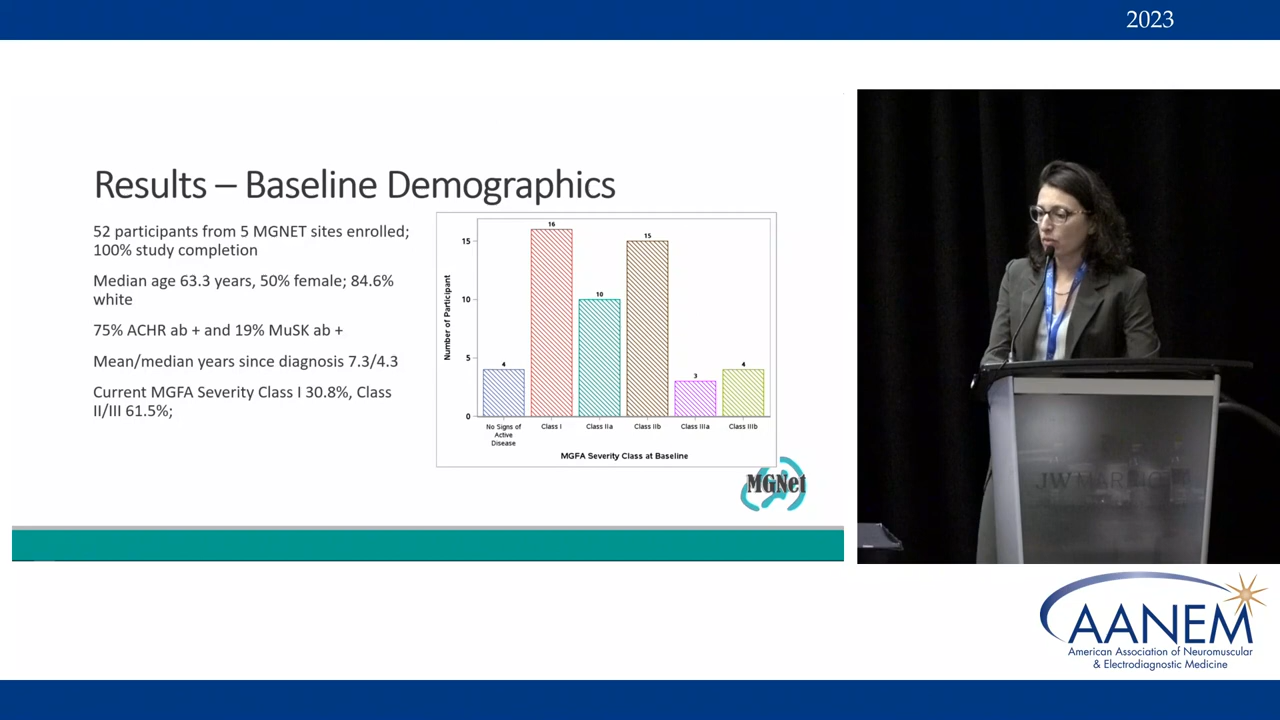 2023
Results – Baseline Demographics
52 participants from 5 MGNET sites enrolled;
100% study completion
Median age 63.3 years, 50% female; 84.6%
white
75% ACHR ab + and 19% MuSK ab +
Mean/median years since diagnosis 7.3/4.3
Current MGFA Severity Class I 30.8%, Class
II/III 61.5%;
Number of Participant
15
10
5
0
4
16
10
15
3
4
No Signs of
Active
Disease
Class I
Class IIa
Class IIb
Class IIIa
Class IIIb
MGFA Severity Class at Baseline
MGNet
JW MARRIOTT
AANEM
American Association of Neuromuscular
& Electrodiagnostic Medicine